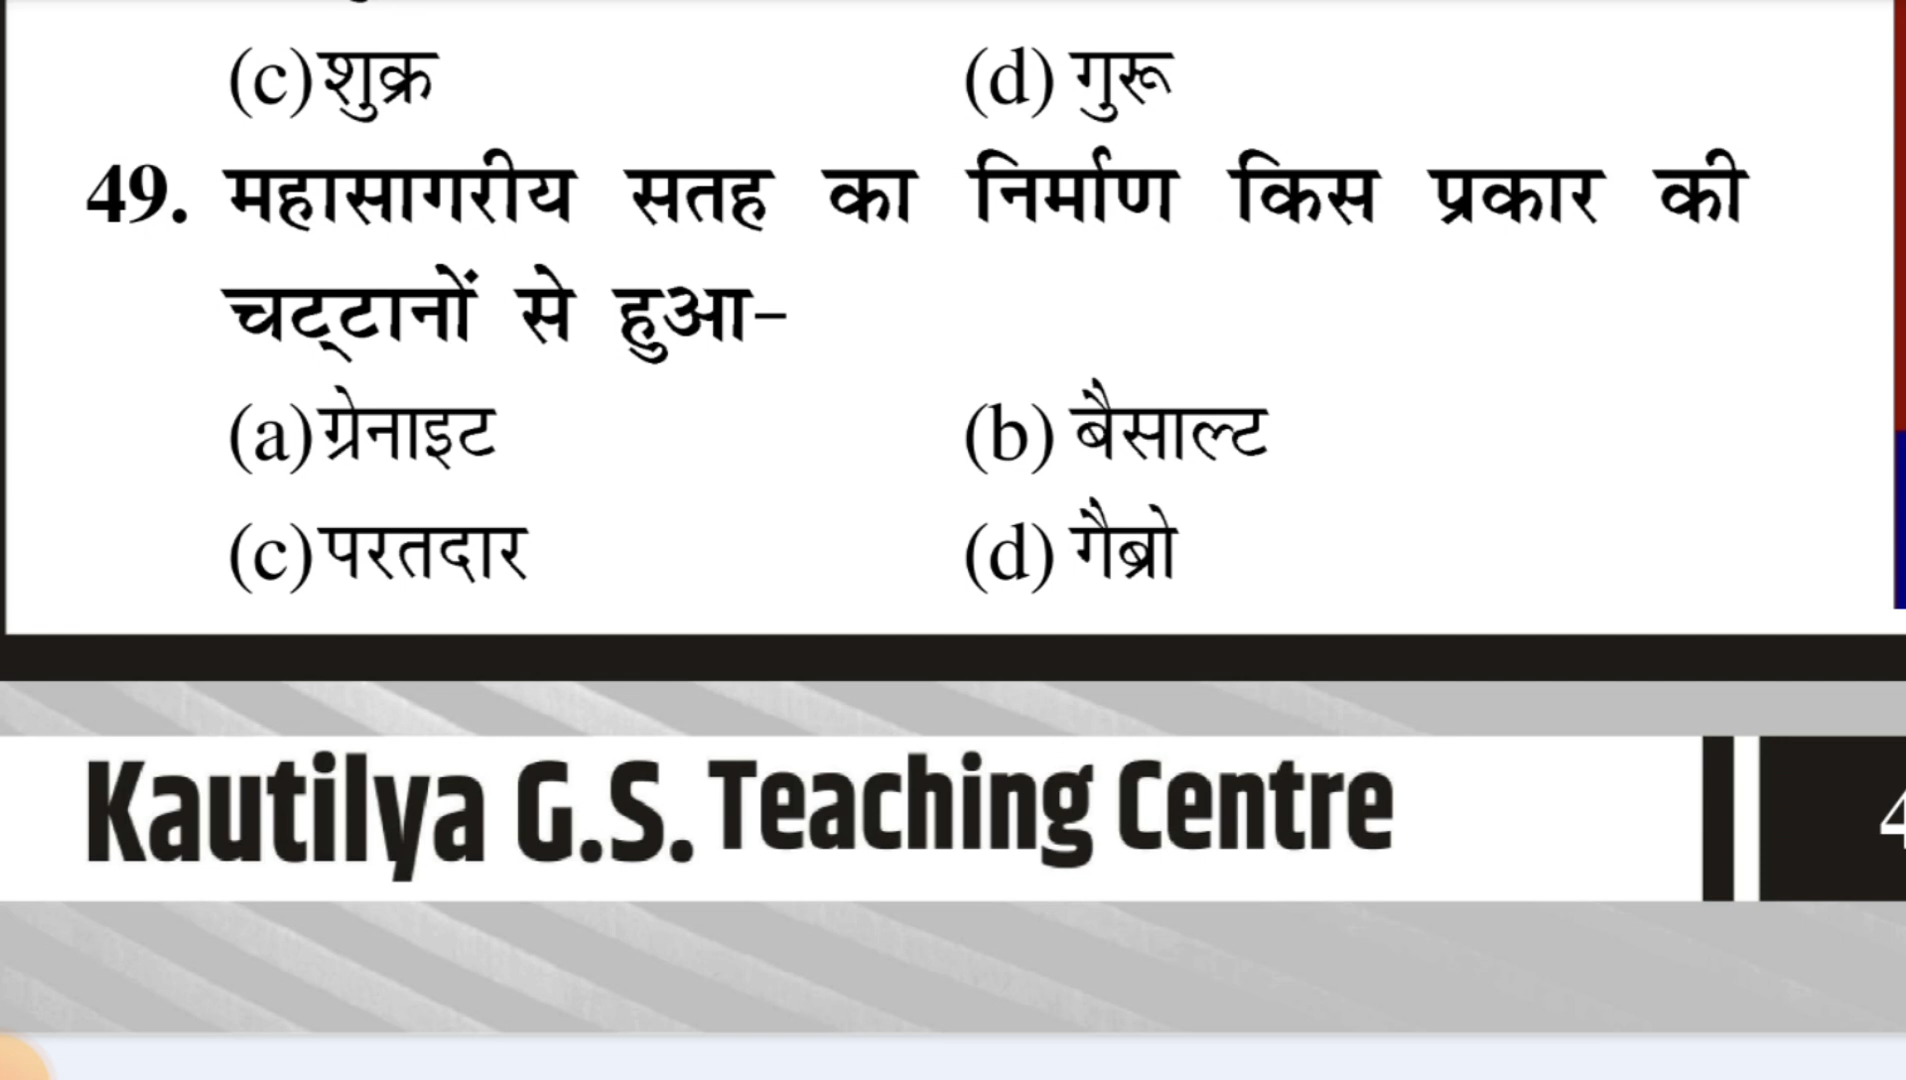 (c) शुक्र (d) गुरू
49. महासागरीय सतह का निर्माण किस प्रकार की
चट्‌टानों से हुआ-
(a) ग्रेनाइट (b) बैसाल्ट
(c) परतदार (d) गैब्रो
Kautilya G.S. Teaching Centre